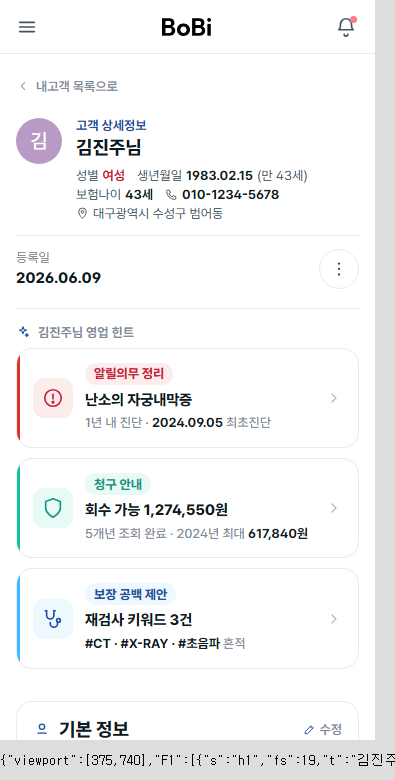 BoBi
내고객 목록으로
김
고객 상세정보
김진주님
성별 여성 생년월일 1983.02.15 (만 43세)
보험나이 43세 010-1234-5678
대구광역시 수성구 범어동
등록일
2026.06.09
김진주님 영업 힌트
알릴의무 정리
난소의 자궁내막증
1년 내 진단 · 2024.09.05 최초진단
청구 안내
회수 가능 1,274,550원
5개년 조회 완료 · 2024년 최대 617,840원
보장 공백 제안
재검사 키워드 3건
#CT · #X-RAY · #초음파 흔적
기본 정보
수정
{"viewport":[375,740],"F1":[{"s":"h1","fs":19,"t":"김진주